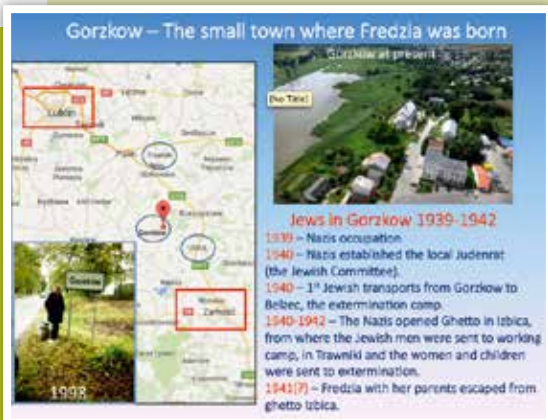 Gorzkow – The small town where Fredzia was born
Gorzkow at present
[No Title]
Lublin
Zamość
Gorzkow
1998
Jews in Gorzkow 1939-1942
1939 – Nazis occupation
1940 – Nazis established the local Judenrat
(the Jewish Committee).
1940 – 1st Jewish transports from Gorzkow to
Belzec, the extermination camp.
1940-1942 – The Nazis opened Ghetto in Izbica,
from where the Jewish men were sent to working
camp, in Trawniki and the women and children
were sent to extermination.
1941(?) – Fredzia with her parents escaped from
ghetto Izbica.